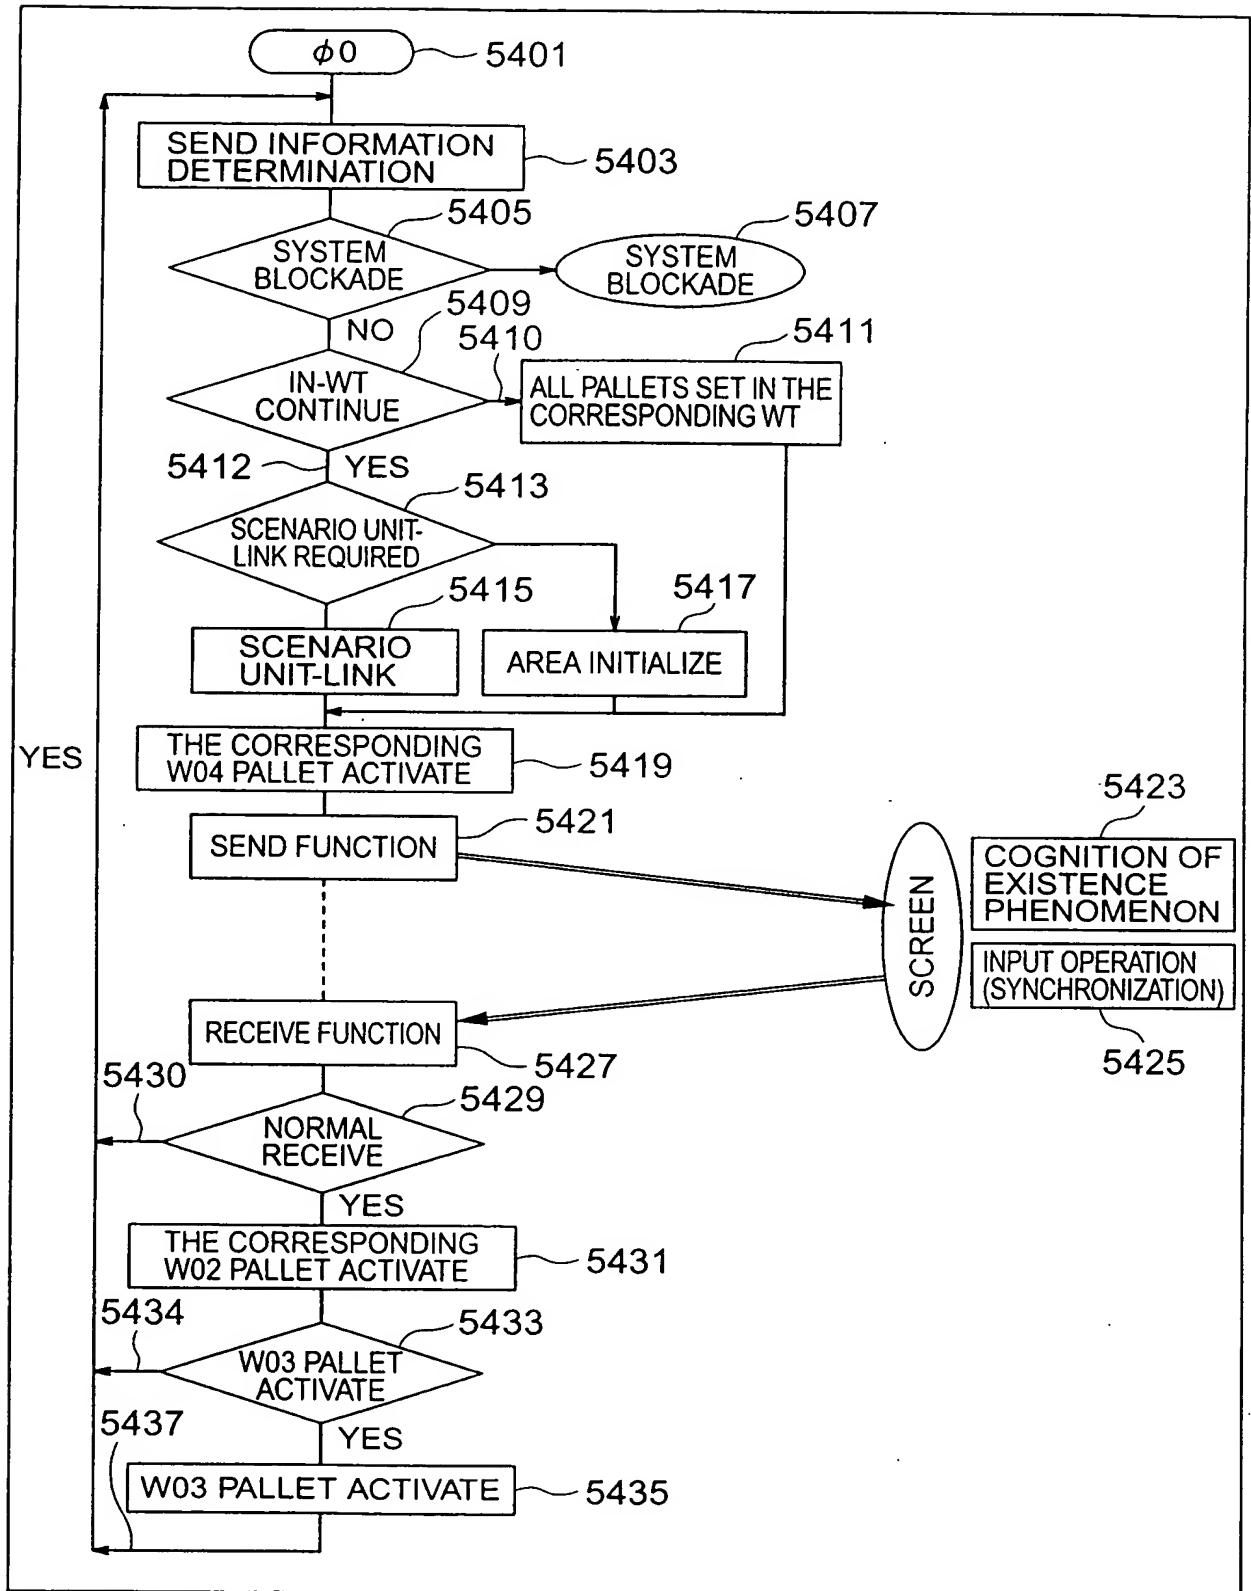 φ0
5401
SEND INFORMATION
DETERMINATION
5403
5405
SYSTEM
BLOCKADE
5407
SYSTEM
BLOCKADE
NO
5409
IN-WT
CONTINUE
5410
5411
ALL PALLETS SET IN THE
CORRESPONDING WT
5412
YES
5413
SCENARIO UNIT-
LINK REQUIRED
5415
SCENARIO
UNIT-LINK
5417
AREA INITIALIZE
YES
THE CORRESPONDING
W04 PALLET ACTIVATE
5419
5421
SEND FUNCTION
SCREEN
5423
COGNITION OF
EXISTENCE
PHENOMENON
INPUT OPERATION
(SYNCHRONIZATION)
5425
RECEIVE FUNCTION
5427
5430
5429
NORMAL
RECEIVE
YES
THE CORRESPONDING
W02 PALLET ACTIVATE
5431
5434
5433
W03 PALLET
ACTIVATE
5437
YES
W03 PALLET ACTIVATE
5435